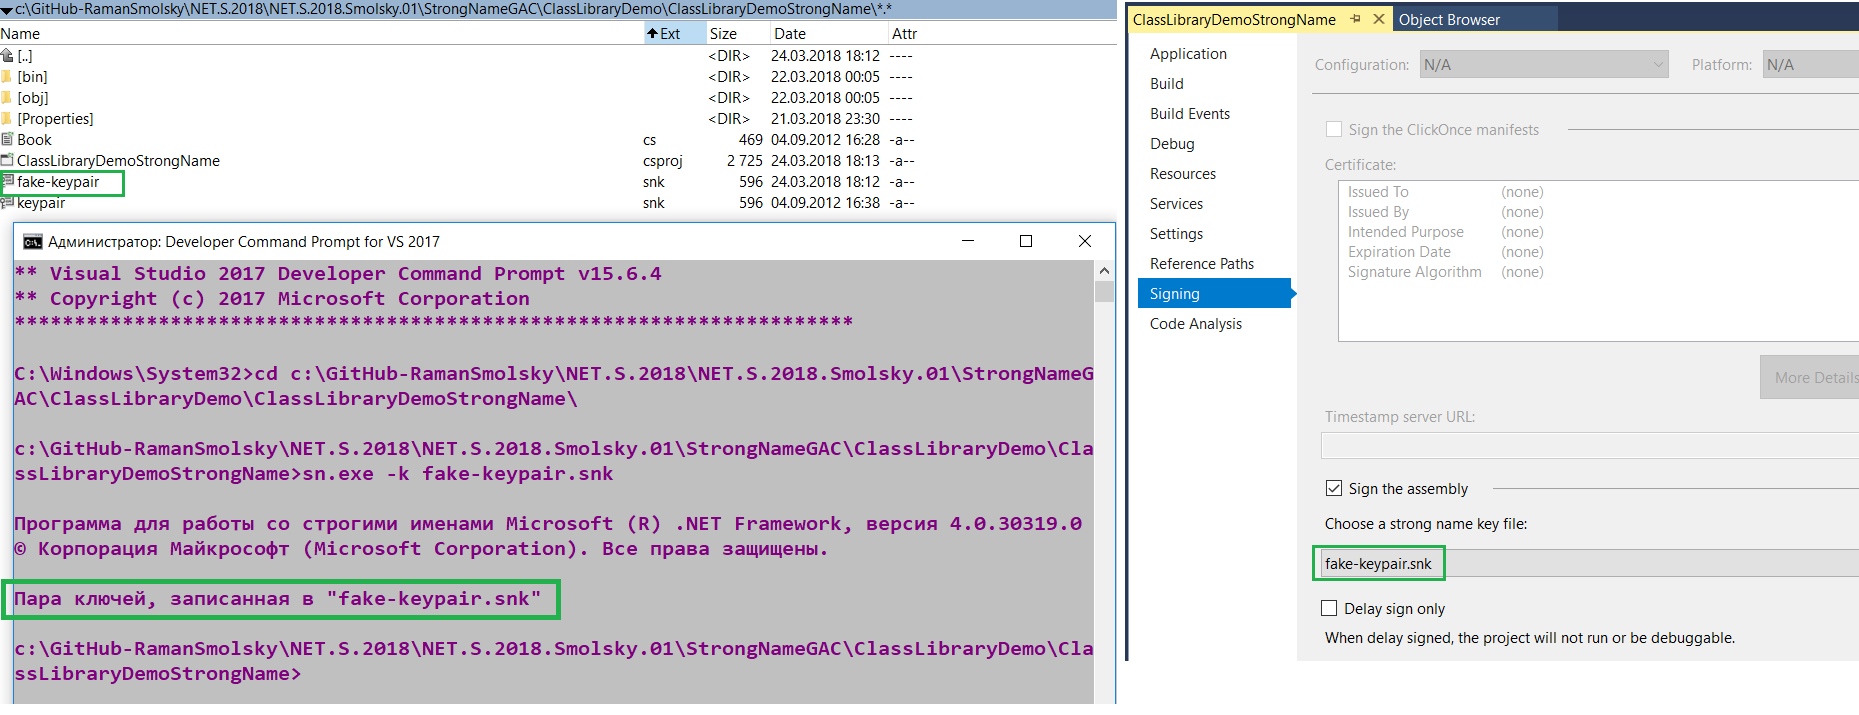 c:\GitHub-RamanSmolsky\NET.S.2018\NET.S.2018.Smolsky.01\StrongNameGAC\ClassLibraryDemo\ClassLibraryDemoStrongName\*.*
Name Ext Size Date Attr
[..] <DIR> 24.03.2018 18:12 ----
[bin] <DIR> 22.03.2018 00:05 ----
[obj] <DIR> 22.03.2018 00:05 ----
[Properties] <DIR> 21.03.2018 23:30 ----
Book cs 469 04.09.2012 16:28 -a--
ClassLibraryDemoStrongName csproj 2 725 24.03.2018 18:13 -a--
fake-keypair snk 596 24.03.2018 18:12 -a--
keypair snk 596 04.09.2012 16:38 -a--
Администратор: Developer Command Prompt for VS 2017
** Visual Studio 2017 Developer Command Prompt v15.6.4
** Copyright (c) 2017 Microsoft Corporation
**********************************************************************
C:\Windows\System32>cd c:\GitHub-RamanSmolsky\NET.S.2018\NET.S.2018.Smolsky.01\StrongNameG
AC\ClassLibraryDemo\ClassLibraryDemoStrongName\
c:\GitHub-RamanSmolsky\NET.S.2018\NET.S.2018.Smolsky.01\StrongNameGAC\ClassLibraryDemo\Cla
ssLibraryDemoStrongName>sn.exe -k fake-keypair.snk
Программа для работы со строгими именами Microsoft (R) .NET Framework, версия 4.0.30319.0
© Корпорация Майкрософт (Microsoft Corporation). Все права защищены.
Пара ключей, записанная в "fake-keypair.snk"
c:\GitHub-RamanSmolsky\NET.S.2018\NET.S.2018.Smolsky.01\StrongNameGAC\ClassLibraryDemo\Cla
ssLibraryDemoStrongName>
ClassLibraryDemoStrongName Object Browser
Application
Build
Build Events
Debug
Resources
Services
Settings
Reference Paths
Signing
Code Analysis
Configuration: N/A Platform: N/A
Sign the ClickOnce manifests
Certificate:
Issued To (none)
Issued By (none)
Intended Purpose (none)
Expiration Date (none)
Signature Algorithm (none)
More Details
Timestamp server URL:
Sign the assembly
Choose a strong name key file:
fake-keypair.snk
Delay sign only
When delay signed, the project will not run or be debuggable.